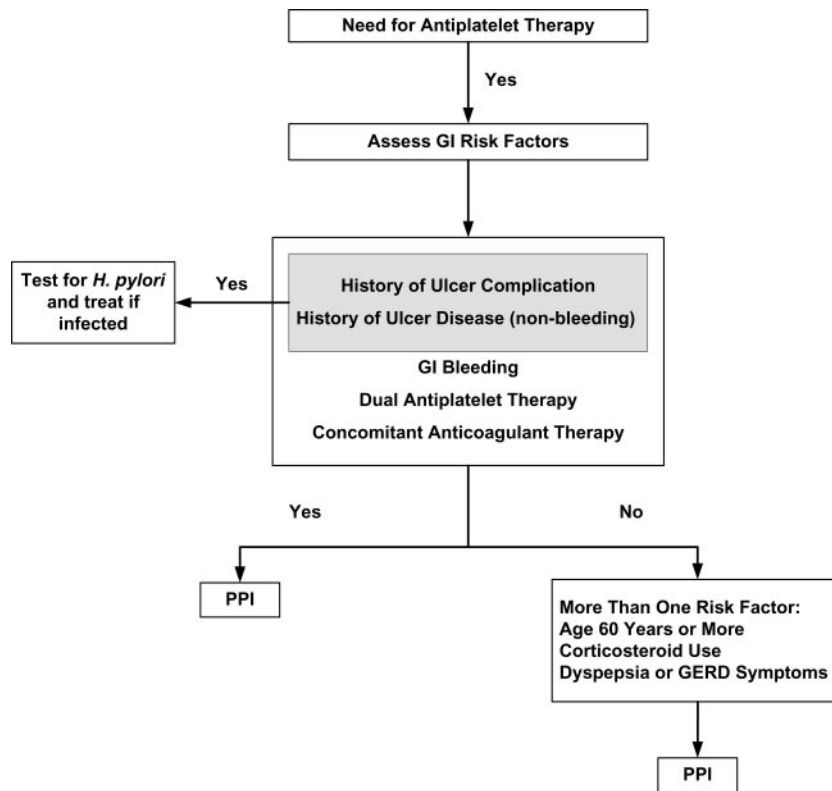 Need for Antiplatelet Therapy
Yes
Assess GI Risk Factors
Test for H. pylori
and treat if
infected
Yes
History of Ulcer Complication
History of Ulcer Disease (non-bleeding)
GI Bleeding
Dual Antiplatelet Therapy
Concomitant Anticoagulant Therapy
Yes
No
PPI
More Than One Risk Factor:
Age 60 Years or More
Corticosteroid Use
Dyspepsia or GERD Symptoms
PPI